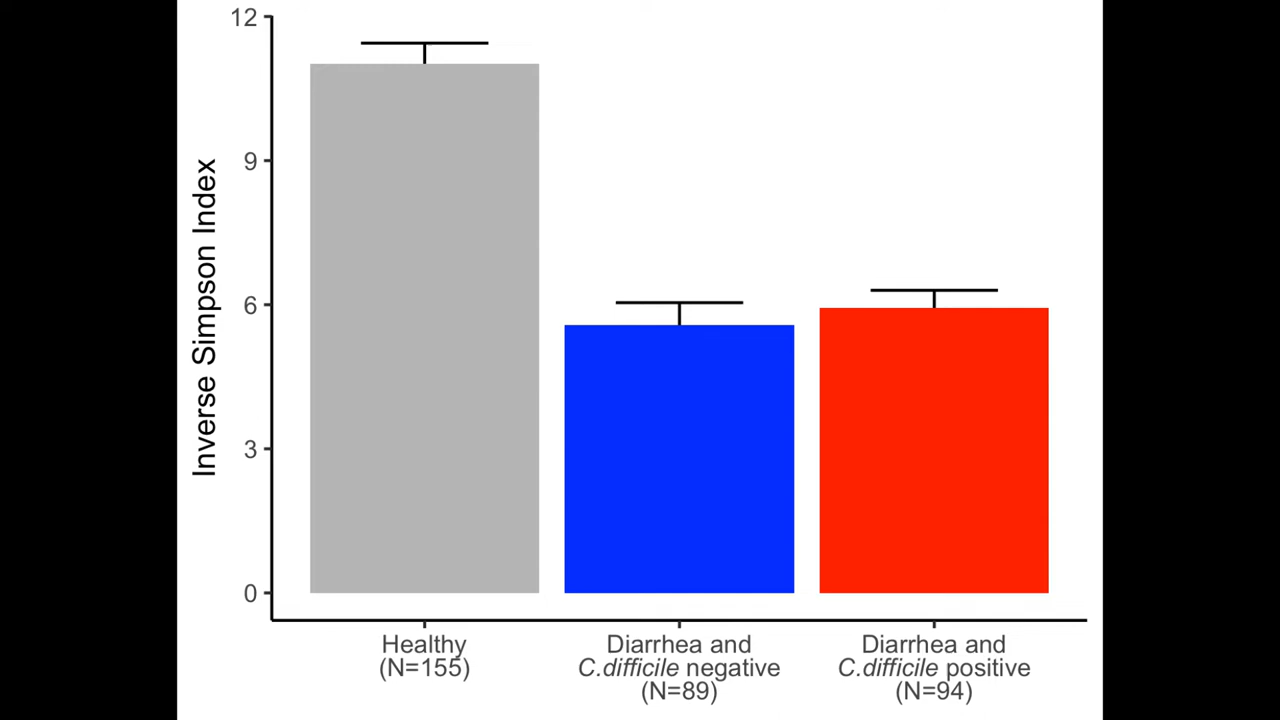 12
9
6
3
0
Inverse Simpson Index
Healthy
(N=155)
Diarrhea and
C.difficile negative
(N=89)
Diarrhea and
C.difficile positive
(N=94)